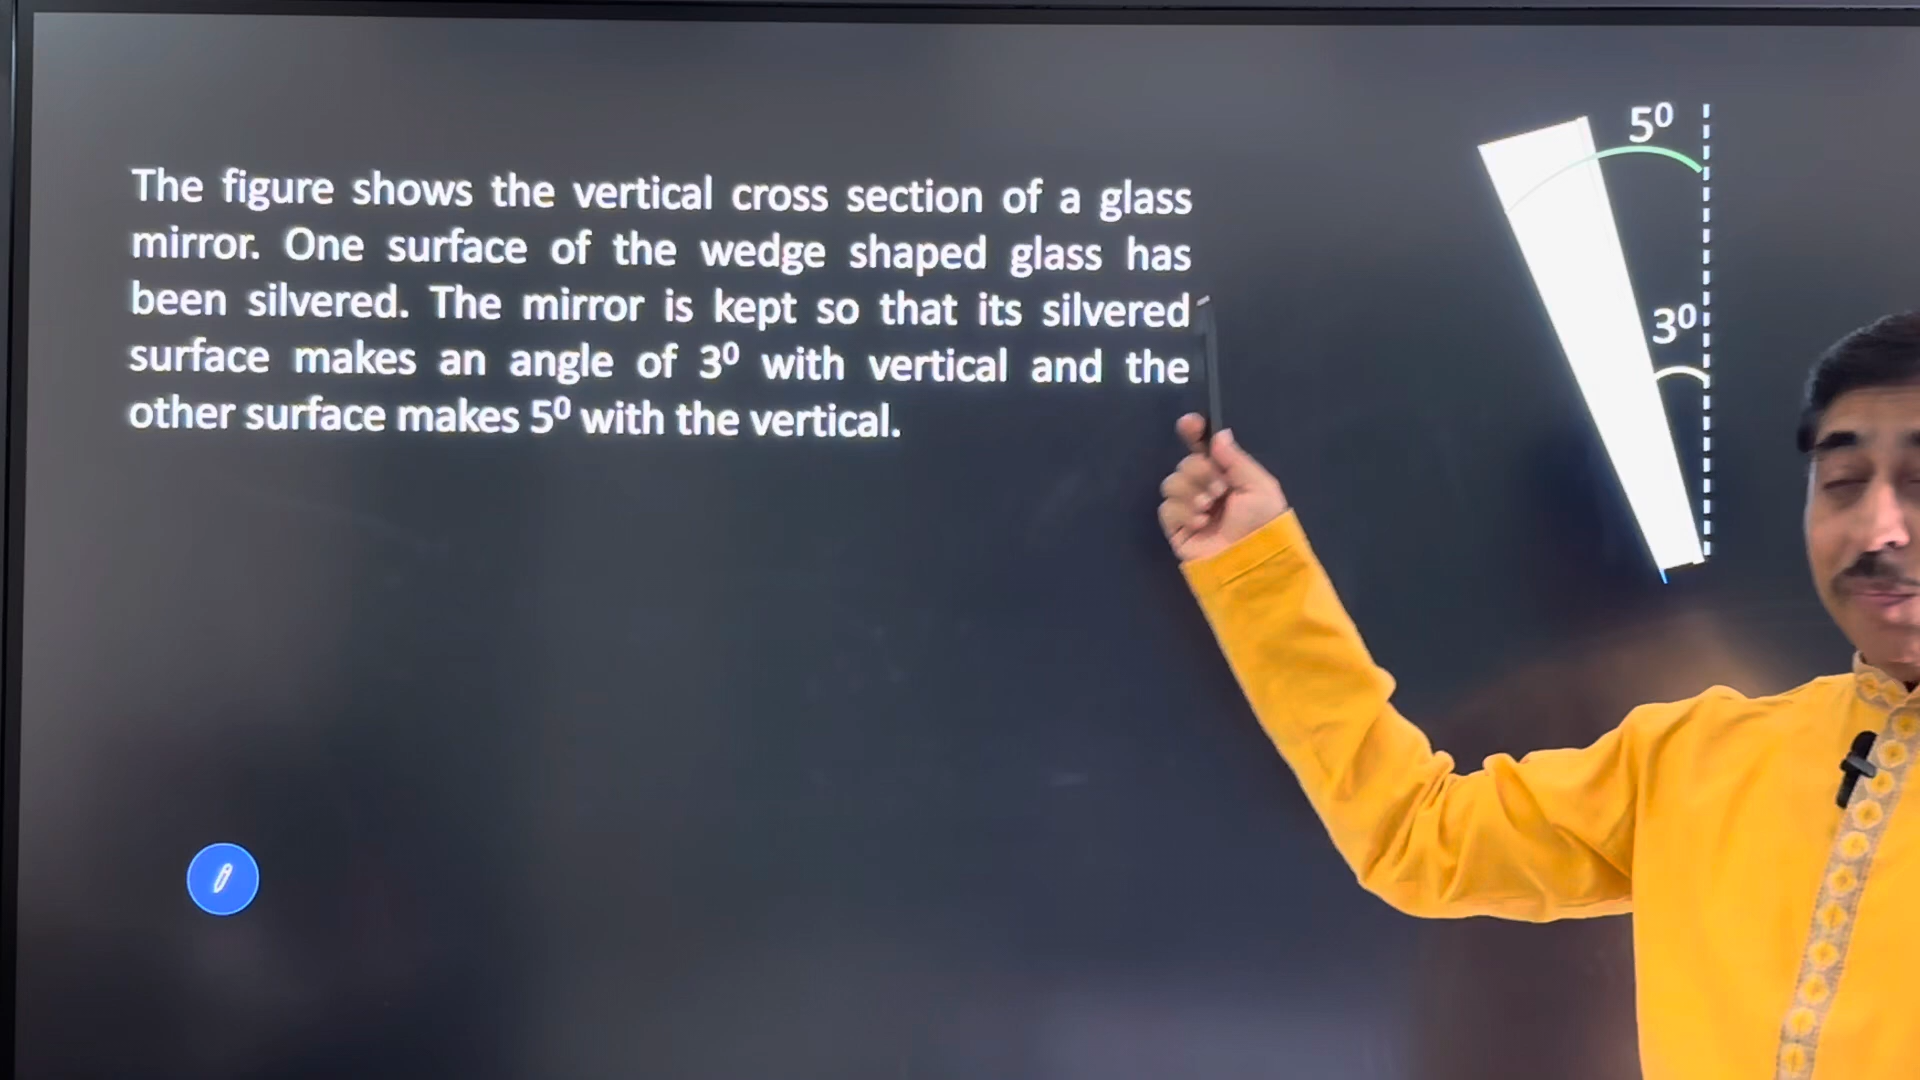 The figure shows the vertical cross section of a glass
mirror. One surface of the wedge shaped glass has
been silvered. The mirror is kept so that its silvered
surface makes an angle of 3⁰ with vertical and the
other surface makes 5⁰ with the vertical.
5⁰
3⁰